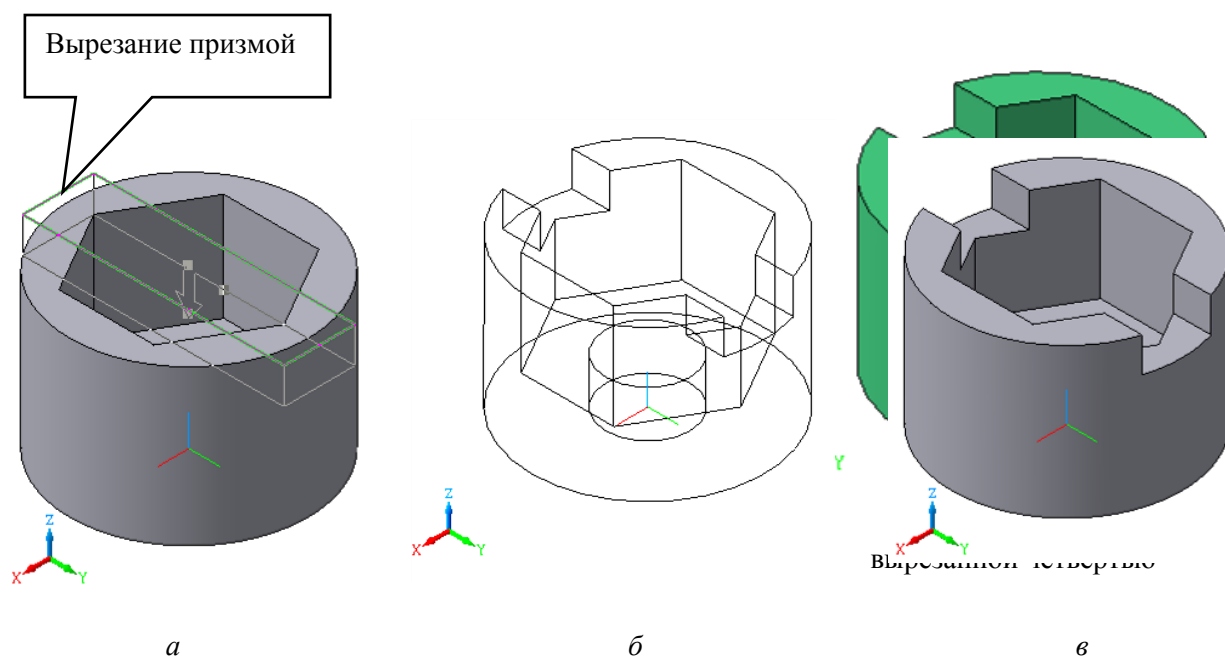 Вырезание призмой
Y
Z
X
Y
Z
X
Y
Z
X
Y
вырезанной четвертью
а
б
в